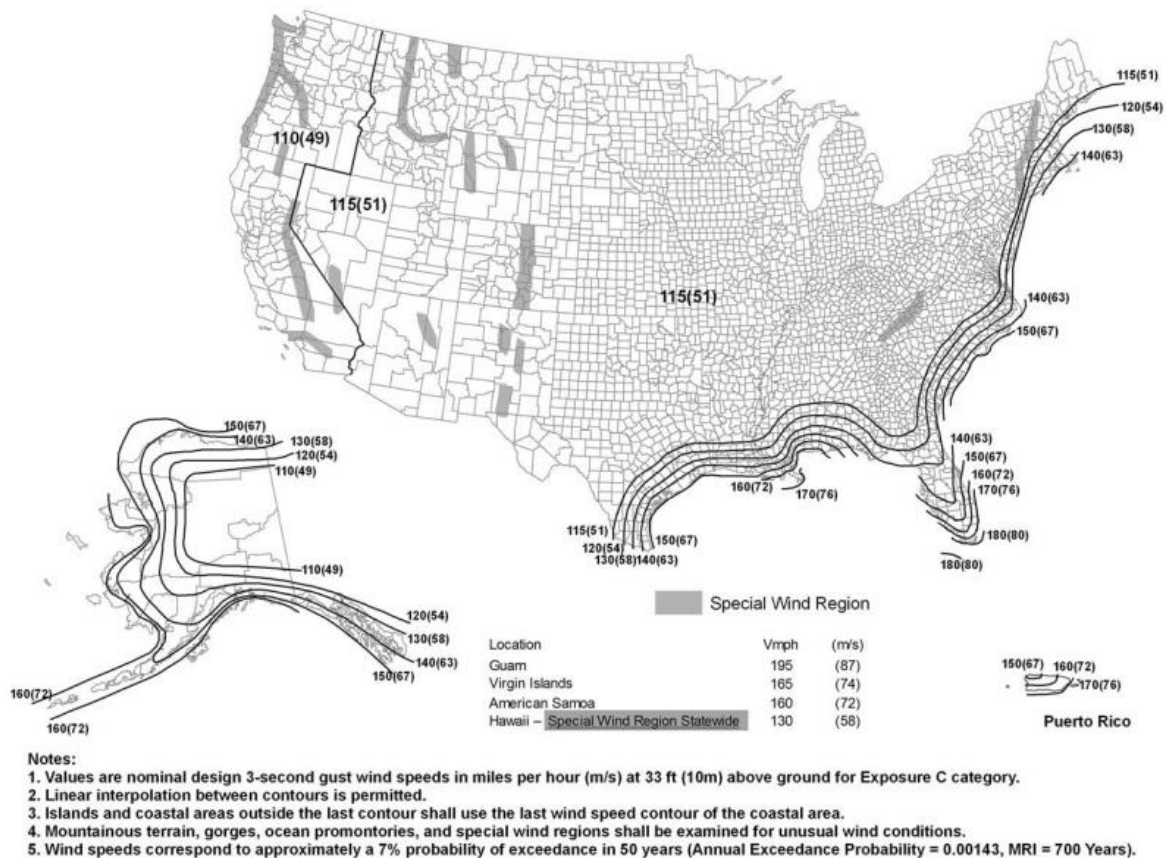 115(51)
120(54)
130(58)
140(63)
110(49)
115(51)
115(51)
140(63)
150(67)
150(67)
140(63)
130(58)
120(54)
110(49)
140(63)
150(67)
160(72)
170(76)
160(72)
170(76)
115(51)
120(54)
130(58)
140(63)
150(67)
180(80)
180(80)
110(49)
120(54)
130(58)
140(63)
150(67)
160(72)
160(72)
Special Wind Region
Location Vmph (m/s)
Guam 195 (87)
Virgin Islands 165 (74)
American Samoa 160 (72)
Hawaii – Special Wind Region Statewide 130 (58)
150(67)
160(72)
170(76)
Puerto Rico
Notes:
1. Values are nominal design 3-second gust wind speeds in miles per hour (m/s) at 33 ft (10m) above ground for Exposure C category.
2. Linear interpolation between contours is permitted.
3. Islands and coastal areas outside the last contour shall use the last wind speed contour of the coastal area.
4. Mountainous terrain, gorges, ocean promontories, and special wind regions shall be examined for unusual wind conditions.
5. Wind speeds correspond to approximately a 7% probability of exceedance in 50 years (Annual Exceedance Probability = 0.00143, MRI = 700 Years).